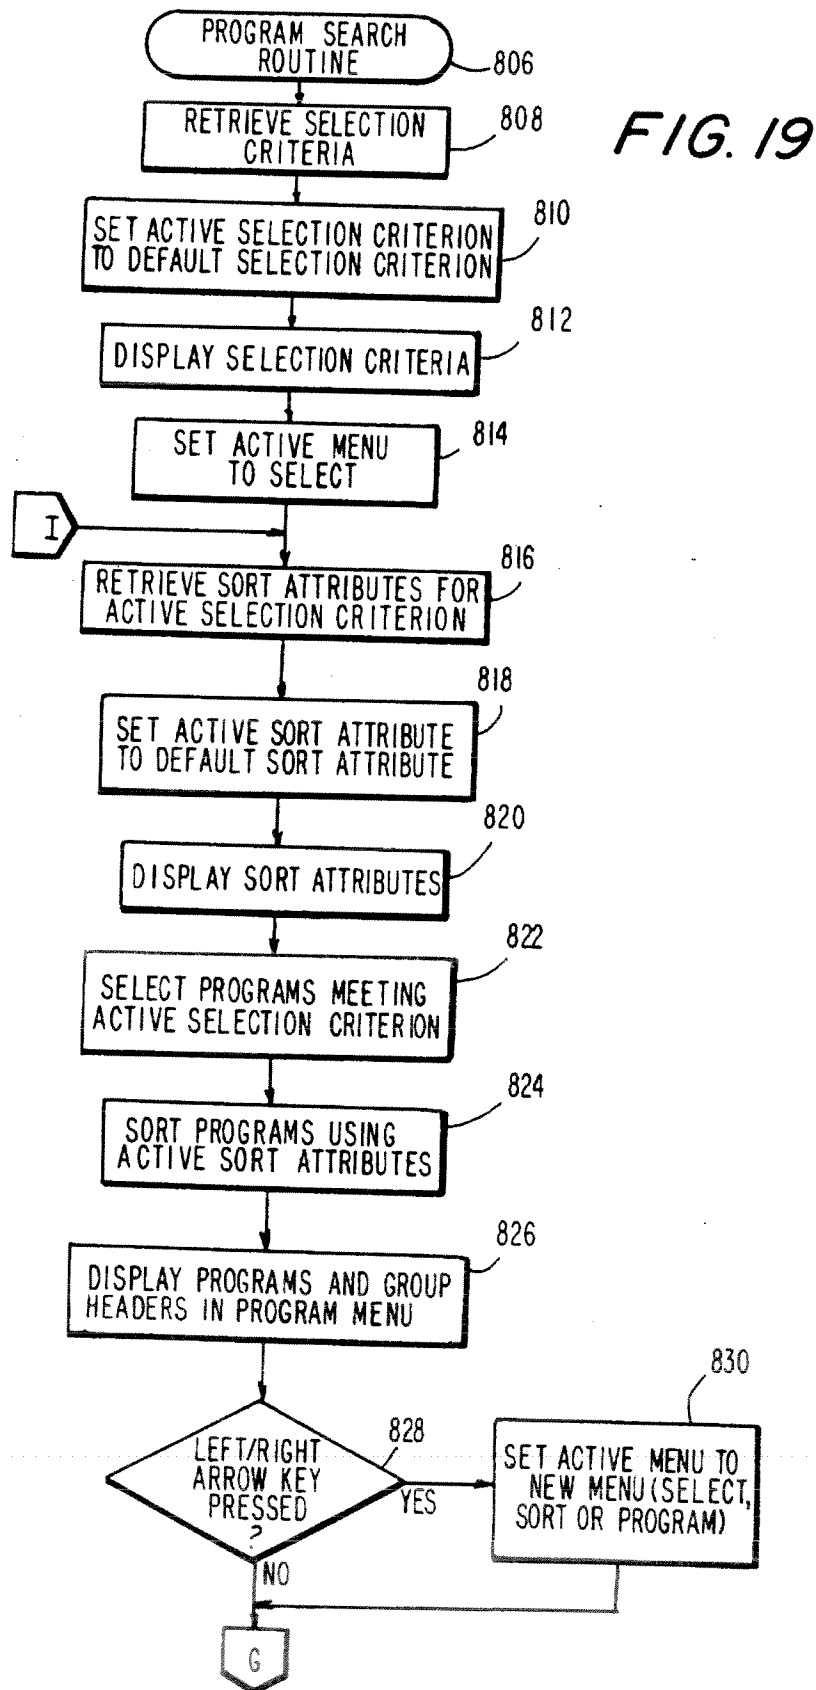 PROGRAM SEARCH
ROUTINE
806
FIG. 19
RETRIEVE SELECTION
CRITERIA
808
SET ACTIVE SELECTION CRITERION
TO DEFAULT SELECTION CRITERION
810
DISPLAY SELECTION CRITERIA
812
SET ACTIVE MENU
TO SELECT
814
I
RETRIEVE SORT ATTRIBUTES FOR
ACTIVE SELECTION CRITERION
816
SET ACTIVE SORT ATTRIBUTE
TO DEFAULT SORT ATTRIBUTE
818
DISPLAY SORT ATTRIBUTES
820
SELECT PROGRAMS MEETING
ACTIVE SELECTION CRITERION
822
SORT PROGRAMS USING
ACTIVE SORT ATTRIBUTES
824
DISPLAY PROGRAMS AND GROUP
HEADERS IN PROGRAM MENU
826
LEFT/RIGHT
ARROW KEY
PRESSED
?
828
YES
NO
SET ACTIVE MENU TO
NEW MENU (SELECT,
SORT OR PROGRAM)
830
G